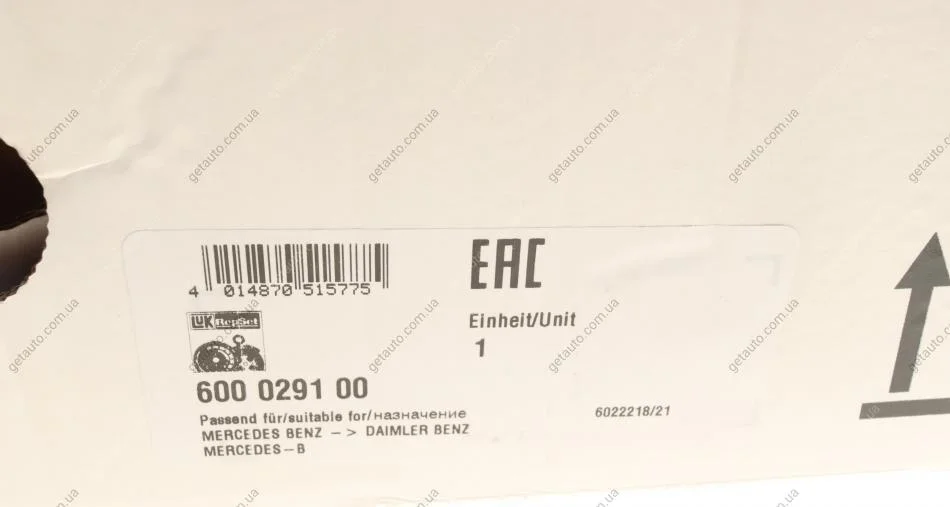 EAC
4 014870 515775
LUK RepSet
Einheit/Unit
1
600 0291 00
Passend für/suitable for/назначение
MERCEDES BENZ –> DAIMLER BENZ
MERCEDES–B
6022218/21
getauto.com.ua